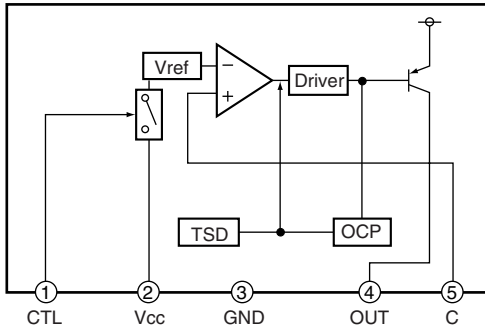 Vref
−
+
Driver
TSD
OCP
1 2 3 4 5
CTL Vcc GND OUT C